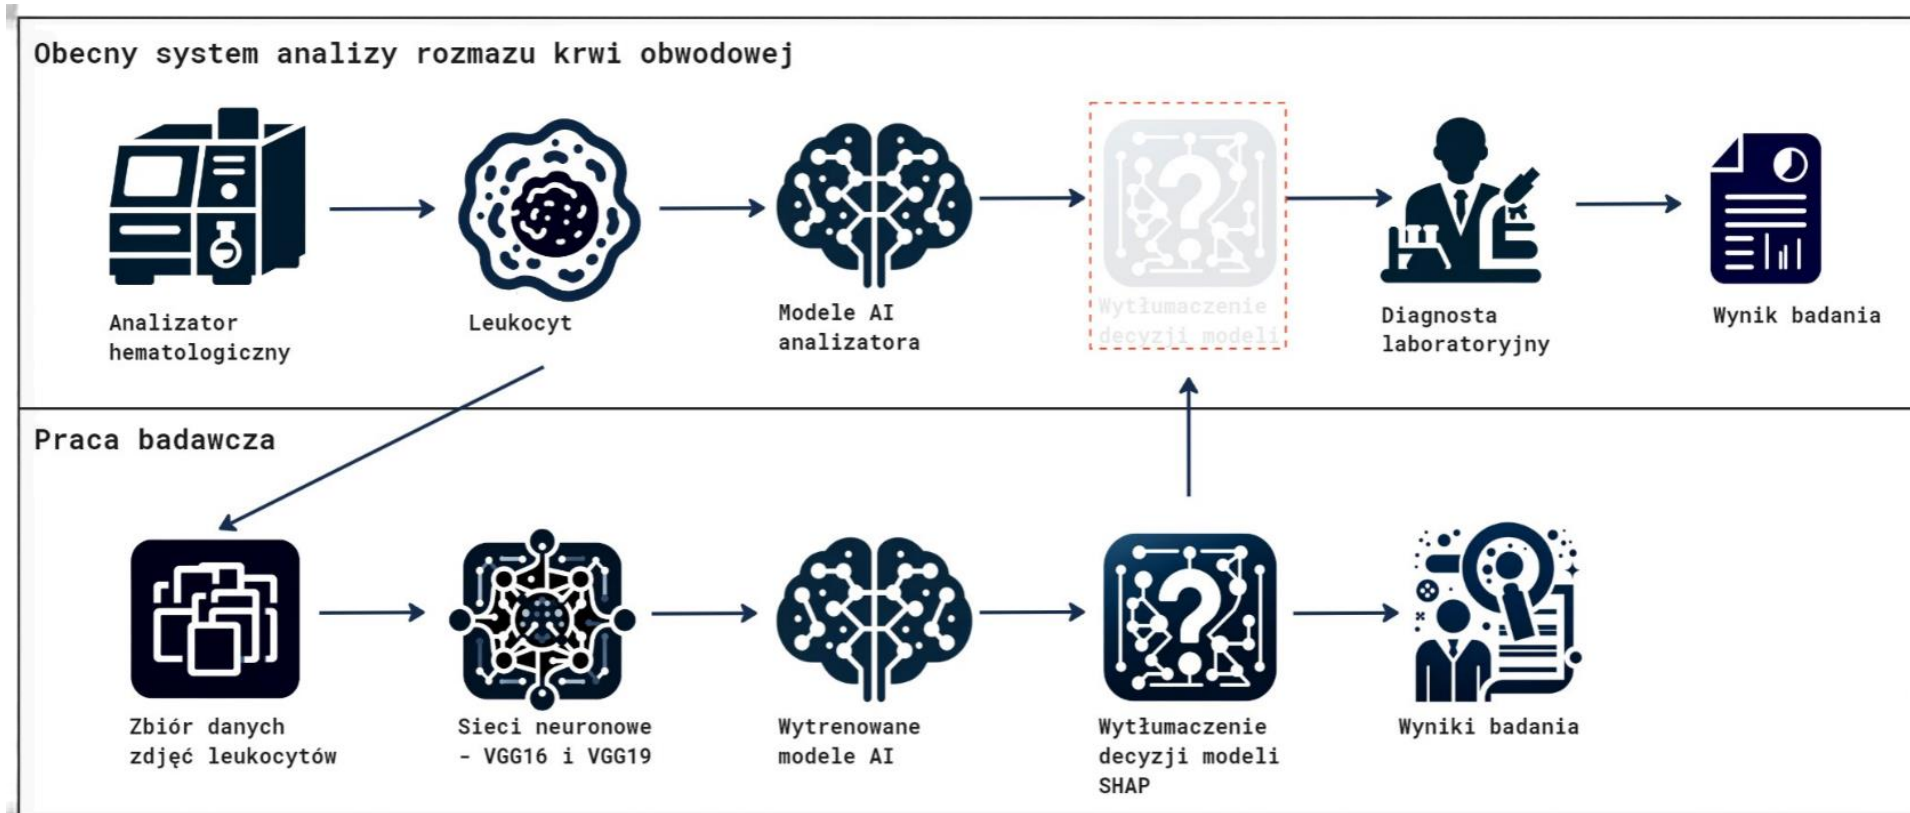 Obecny system analizy rozmazu krwi obwodowej
Analizator
hematologiczny
Leukocyt
Modele AI
analizatora
Wytłumaczenie
decyzji modeli
Diagnosta
laboratoryjny
Wynik badania
Praca badawcza
Zbiór danych
zdjęć leukocytów
Sieci neuronowe
- VGG16 i VGG19
Wytrenowane
modele AI
Wytłumaczenie
decyzji modeli
SHAP
Wyniki badania